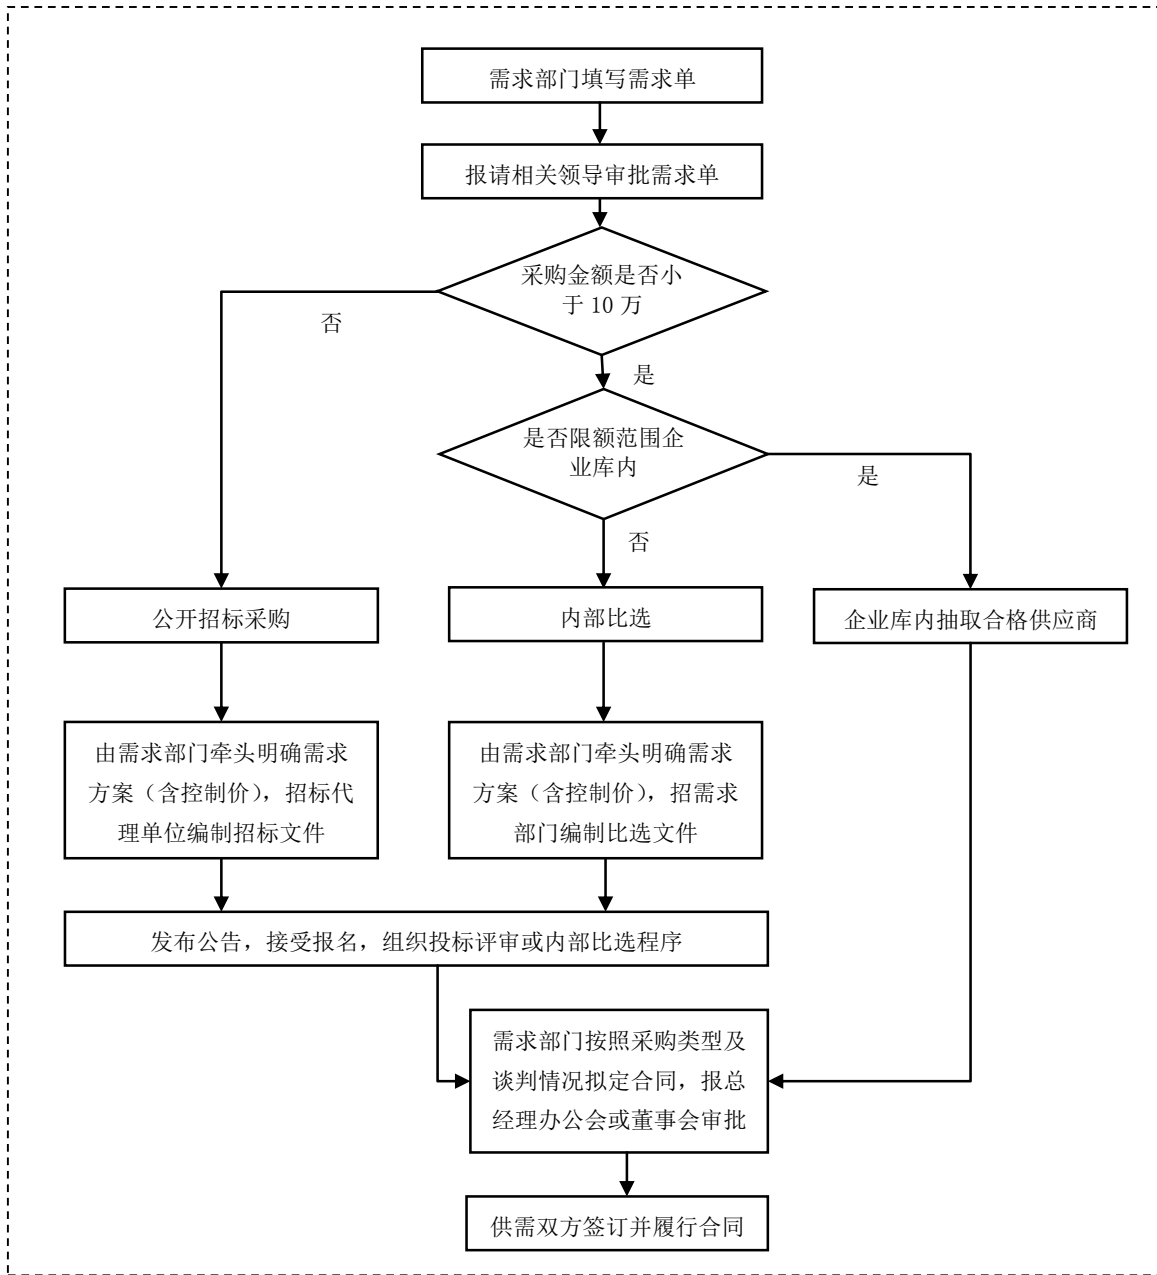 需求部门填写需求单
报请相关领导审批需求单
采购金额是否小
于 10 万
否
是
是否限额范围企
业库内
是
否
公开招标采购
内部比选
企业库内抽取合格供应商
由需求部门牵头明确需求
方案（含控制价），招标代
理单位编制招标文件
由需求部门牵头明确需求
方案（含控制价），招需求
部门编制比选文件
发布公告，接受报名，组织投标评审或内部比选程序
需求部门按照采购类型及
谈判情况拟定合同，报总
经理办公会或董事会审批
供需双方签订并履行合同